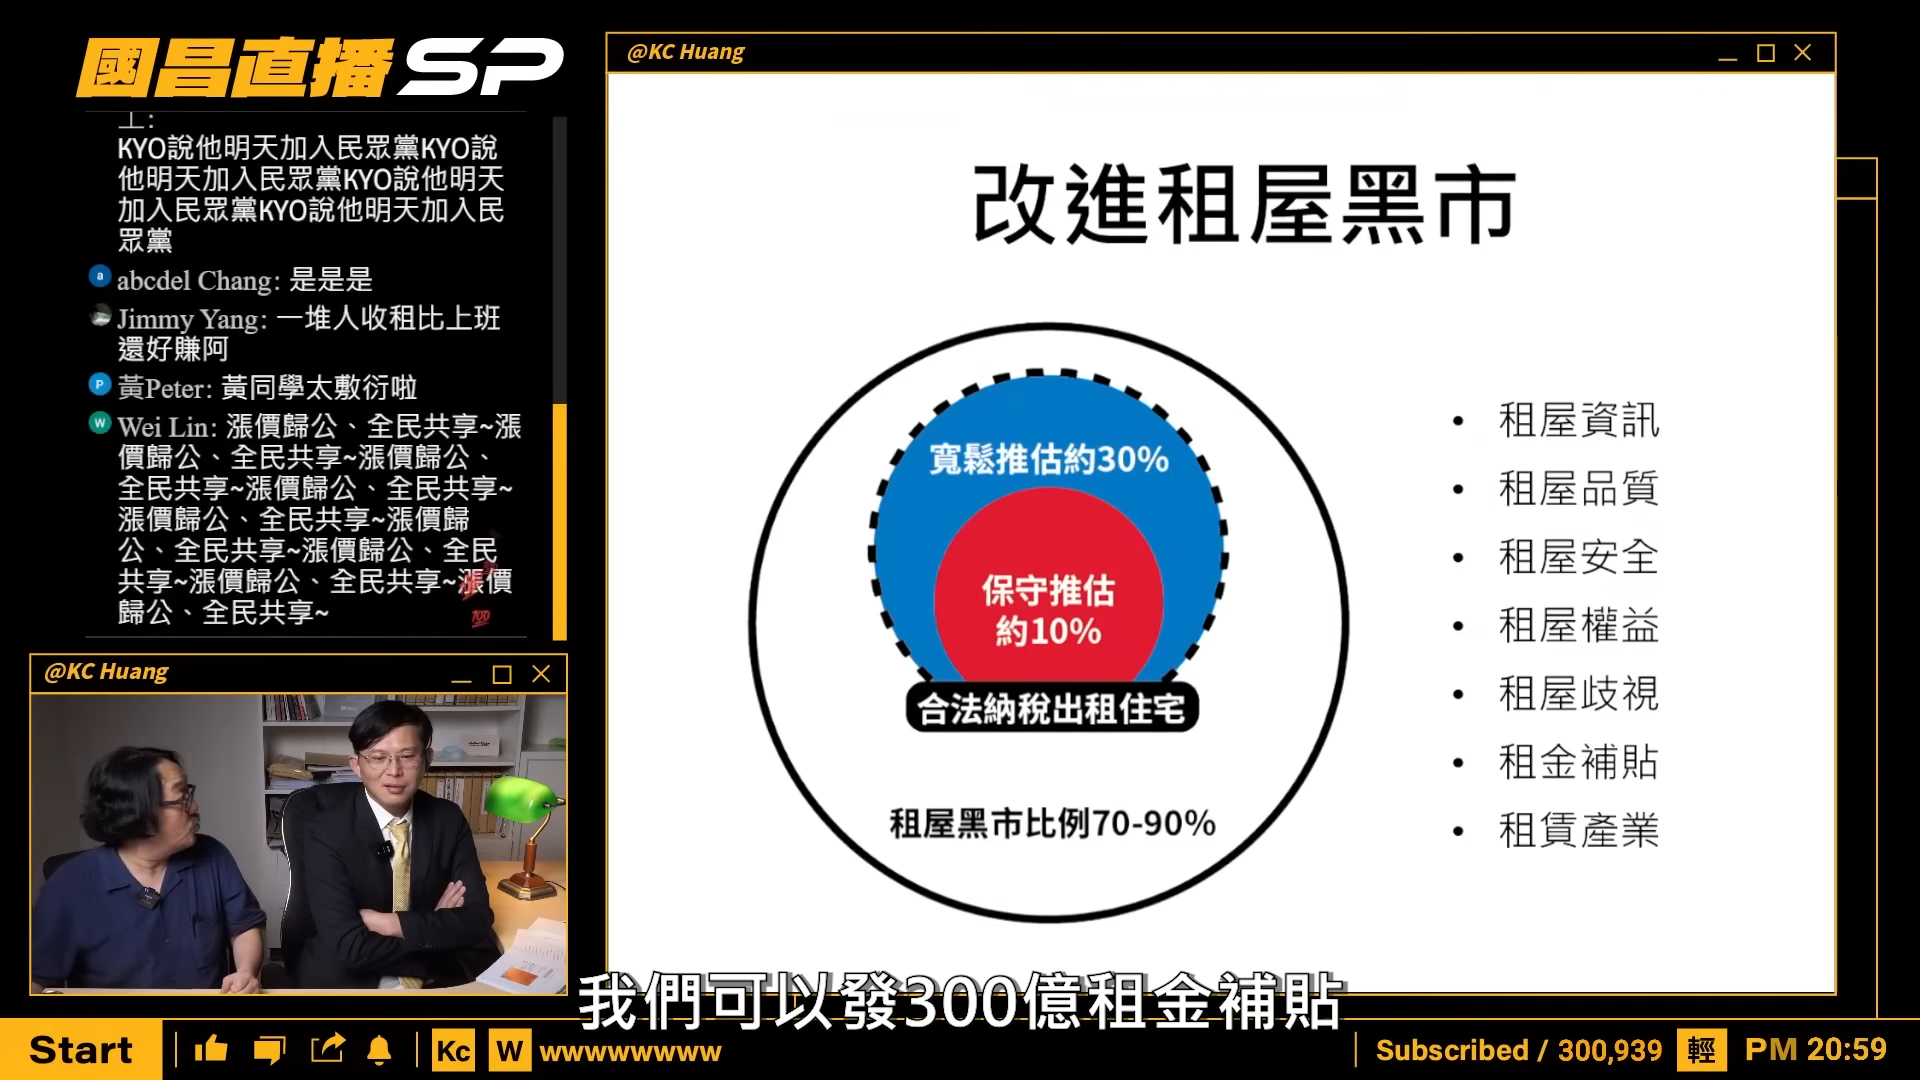 國昌直播SP
KYO說他明天加入民眾黨KYO說
他明天加入民眾黨KYO說他明天
加入民眾黨KYO說他明天加入民
眾黨
a abcdel Chang: 是是是
Jimmy Yang: 一堆人收租比上班
還好賺阿
P 黃Peter: 黃同學太敷衍啦
W Wei Lin: 漲價歸公、全民共享~漲
價歸公、全民共享~漲價歸公、
全民共享~漲價歸公、全民共享~
漲價歸公、全民共享~漲價歸
公、全民共享~漲價歸公、全民
共享~漲價歸公、全民共享~漲價
歸公、全民共享~
100
@KC Huang
@KC Huang
改進租屋黑市
寬鬆推估約30%
保守推估
約10%
合法納稅出租住宅
租屋黑市比例70-90%
• 租屋資訊
• 租屋品質
• 租屋安全
• 租屋權益
• 租屋歧視
• 租金補貼
• 租賃產業
我們可以發300億租金補貼
Start
Kc W wwwwwwwww
Subscribed / 300,939 輕 PM 20:59